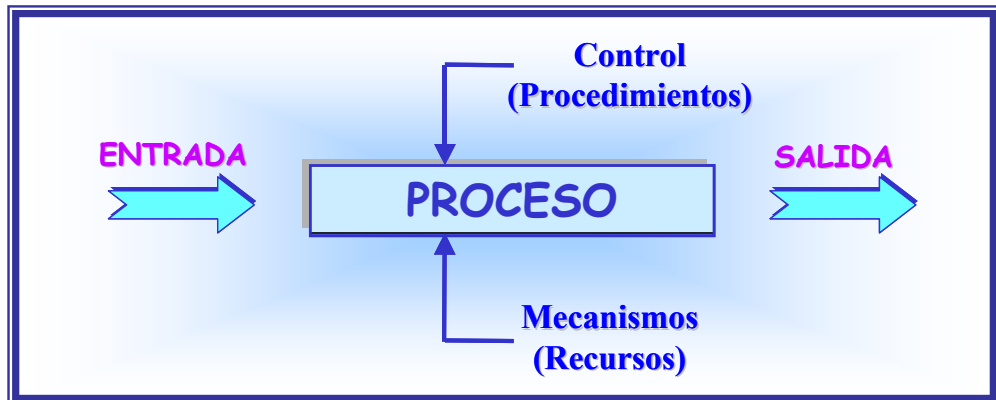 Control
(Procedimientos)
ENTRADA
SALIDA
PROCESO
Mecanismos
(Recursos)